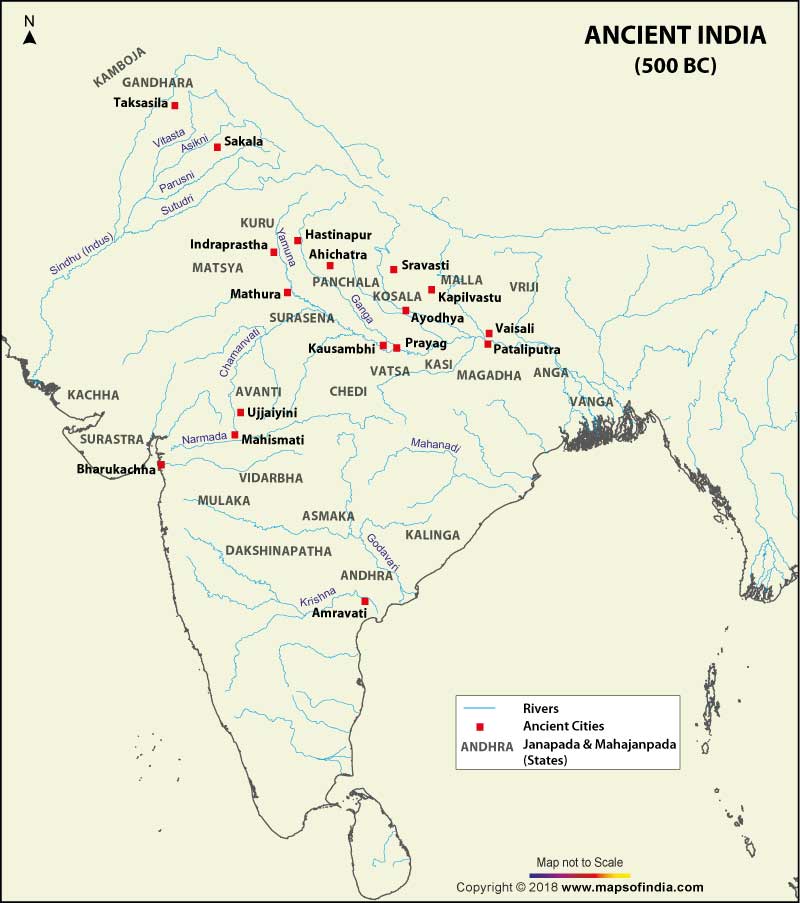 N
ANCIENT INDIA
(500 BC)
KAMBOJA
GANDHARA
Taksasila
Vitasta
Asikni
Sakala
Parusni
Sutudri
Sindhu (Indus)
KURU
Hastinapur
Yamuna
Indraprastha
Ahichatra
MATSYA
Sravasti
PANCHALA
MALLA
VRIJI
Mathura
KOSALA
Kapilvastu
Ganga
SURASENA
Ayodhya
Vaisali
Chamanvati
Kausambhi
Prayag
Pataliputra
VATSA
KASI
MAGADHA
ANGA
KACHHA
AVANTI
CHEDI
VANGA
Ujjaiyini
SURASTRA
Narmada
Mahismati
Mahanadi
Bharukachha
VIDARBHA
MULAKA
ASMAKA
KALINGA
DAKSHINAPATHA
Godavari
ANDHRA
Krishna
Amravati
Rivers
Ancient Cities
ANDHRA Janapada & Mahajanpada
(States)
Map not to Scale
Copyright © 2018 www.mapsofindia.com